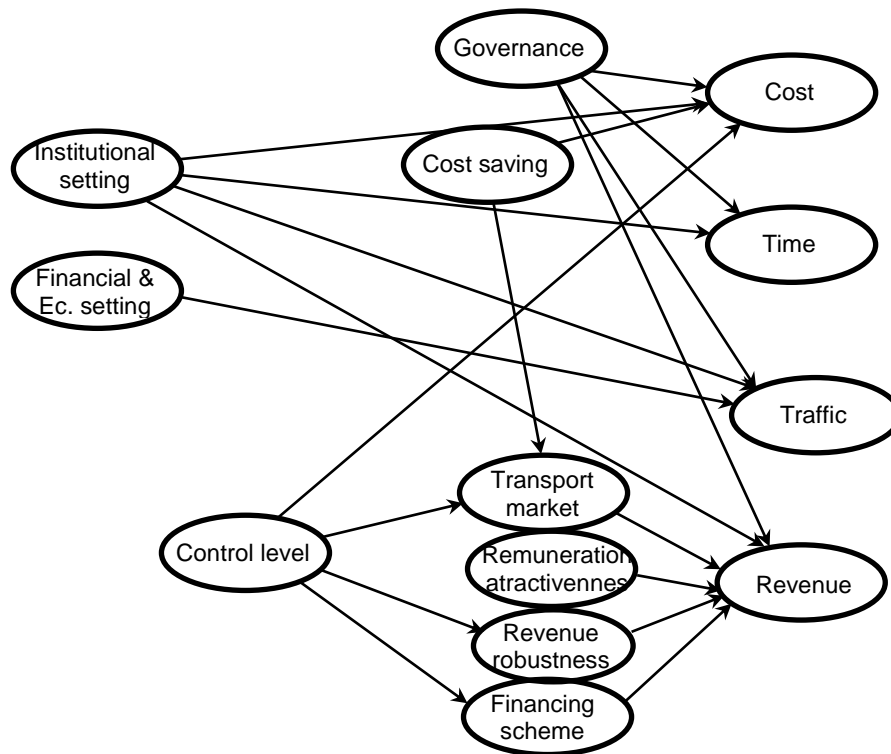 Governance
Cost
Institutional
setting
Cost saving
Time
Financial &
Ec. setting
Traffic
Transport
market
Control level
Remuneration
atractivennes
Revenue
Revenue
robustness
Financing
scheme